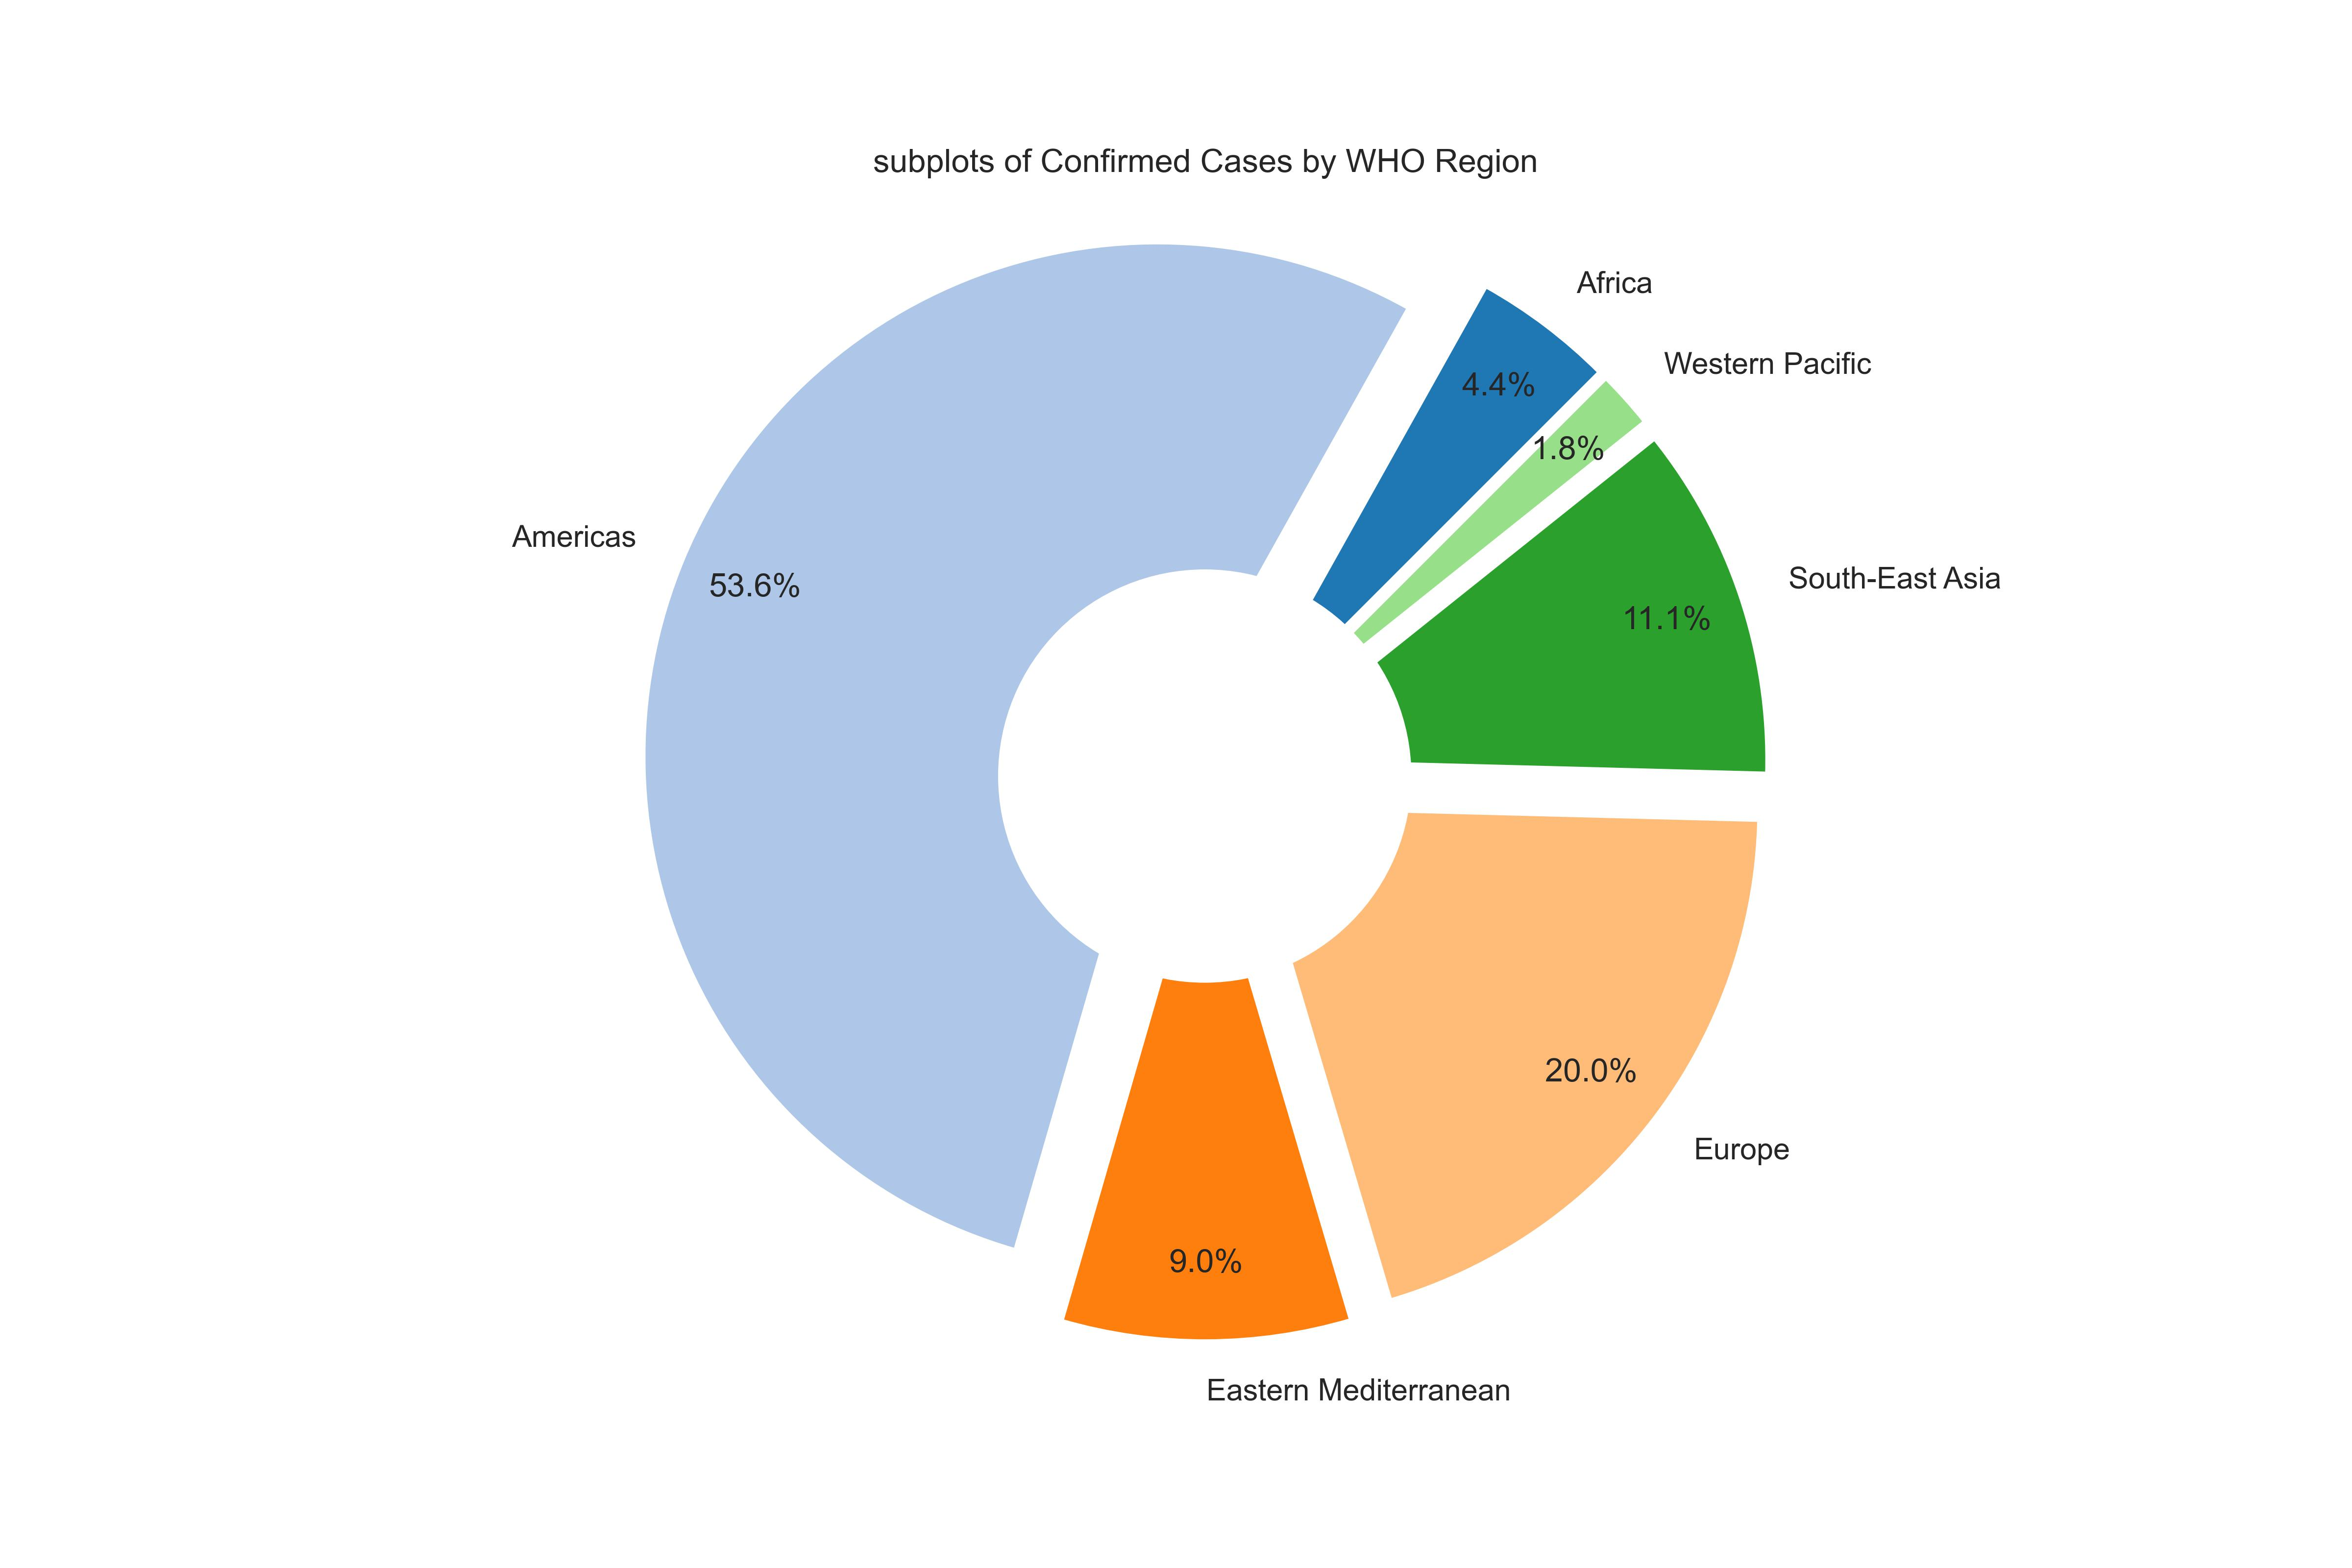 subplots of Confirmed Cases by WHO Region
Africa
4.4%
Western Pacific
1.8%
Americas
53.6%
South-East Asia
11.1%
20.0%
Europe
9.0%
Eastern Mediterranean